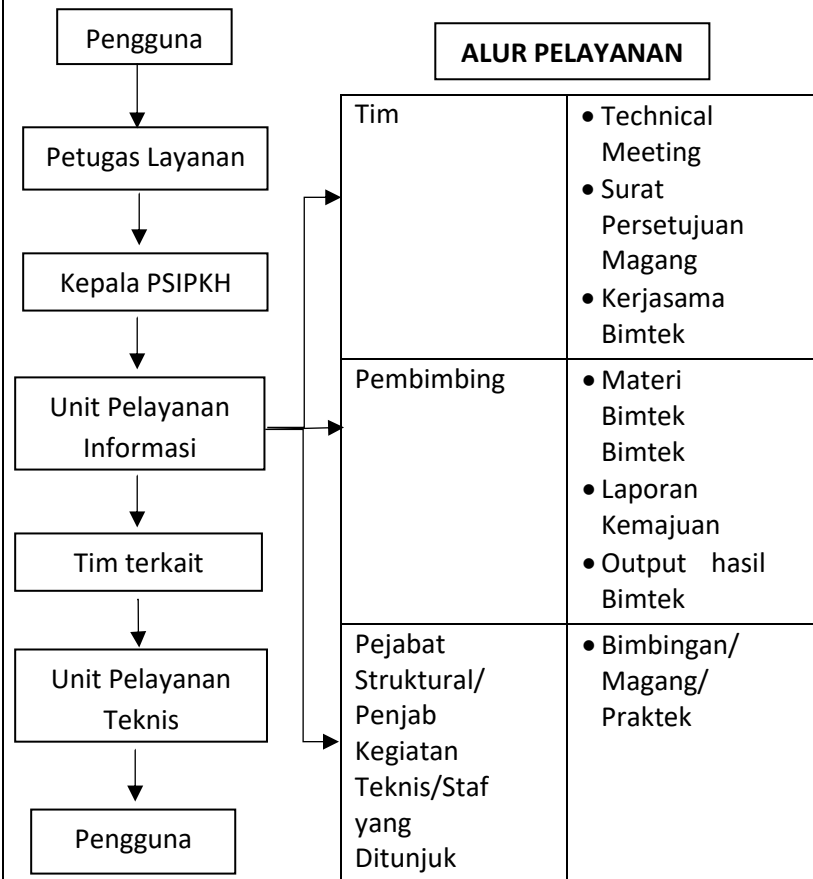 Pengguna
Petugas Layanan
Kepala PSIPKH
Unit Pelayanan
Informasi
Tim terkait
Unit Pelayanan
Teknis
Pengguna
ALUR PELAYANAN
Tim
• Technical
Meeting
• Surat
Persetujuan
Magang
• Kerjasama
Bimtek
Pembimbing
• Materi
Bimtek
Bimtek
• Laporan
Kemajuan
• Output hasil
Bimtek
Pejabat
Struktural/
Penjab
Kegiatan
Teknis/Staf
yang
Ditunjuk
• Bimbingan/
Magang/
Praktek